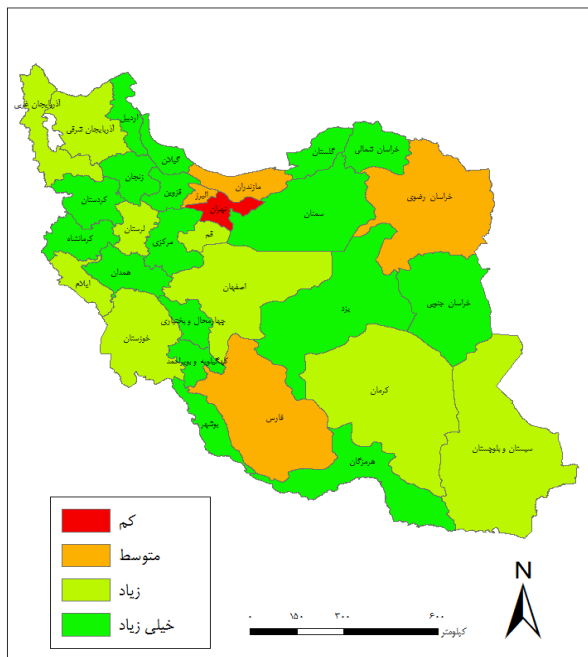 آذربایجان غربی
آذربایجان شرقی
اردبیل
گیلان
زنجان
کردستان
قزوین
کرمانشاه
لرستان
مرکزی
همدان
ایلام
خوزستان
البرز
تهران
قم
مازندران
گلستان
خراسان شمالی
خراسان رضوی
سمنان
اصفهان
یزد
خراسان جنوبی
چهارمحال و بختیاری
کهگیلویه و بویراحمد
فارس
بوشهر
کرمان
هرمزگان
سیستان و بلوچستان
کم
متوسط
زیاد
خیلی زیاد
N
۰ ۱۵۰ ۳۰۰ ۶۰۰
کیلومتر